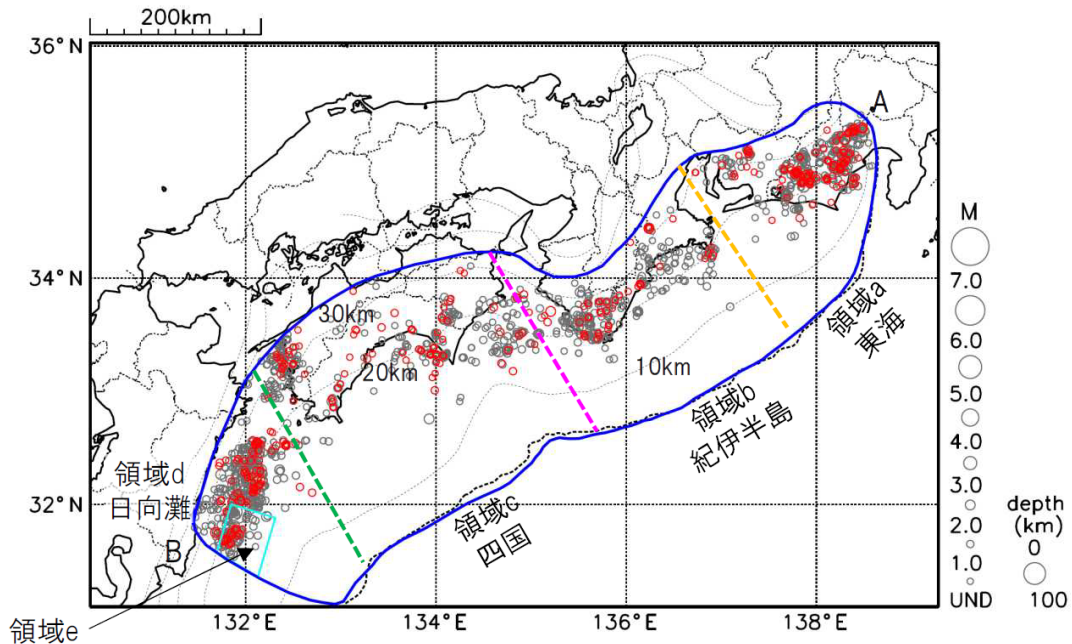 200km
36°N
34°N
32°N
132°E
134°E
136°E
138°E
A
B
30km
20km
10km
領域a
東海
領域b
紀伊半島
領域c
四国
領域d
日向灘
領域e
M
7.0
6.0
5.0
4.0
3.0
2.0
1.0
UND
depth
(km)
0
100